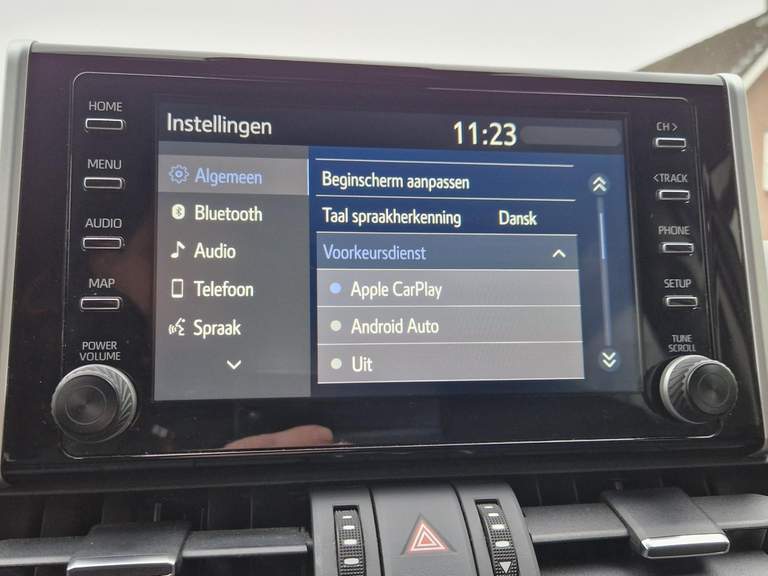 HOME
MENU
AUDIO
MAP
POWER
VOLUME
Instellingen 11:23
Algemeen
Bluetooth
Audio
Telefoon
Spraak
Beginscherm aanpassen
Taal spraakherkenning Dansk
Voorkeursdienst
Apple CarPlay
Android Auto
Uit
CH >
< TRACK
PHONE
SETUP
TUNE
SCROLL